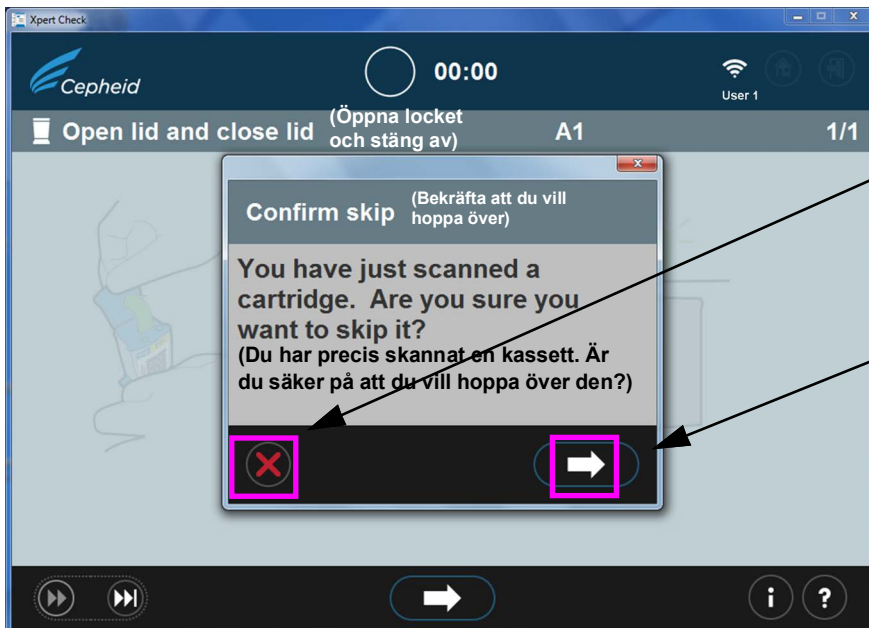 Xpert Check
Cepheid
00:00
User 1
Open lid and close lid (Öppna locket
och stäng av)
A1
1/1
Confirm skip (Bekräfta att du vill
hoppa över)
You have just scanned a
cartridge. Are you sure you
want to skip it?
(Du har precis skannat en kassett. Är
du säker på att du vill hoppa över den?)
i
?